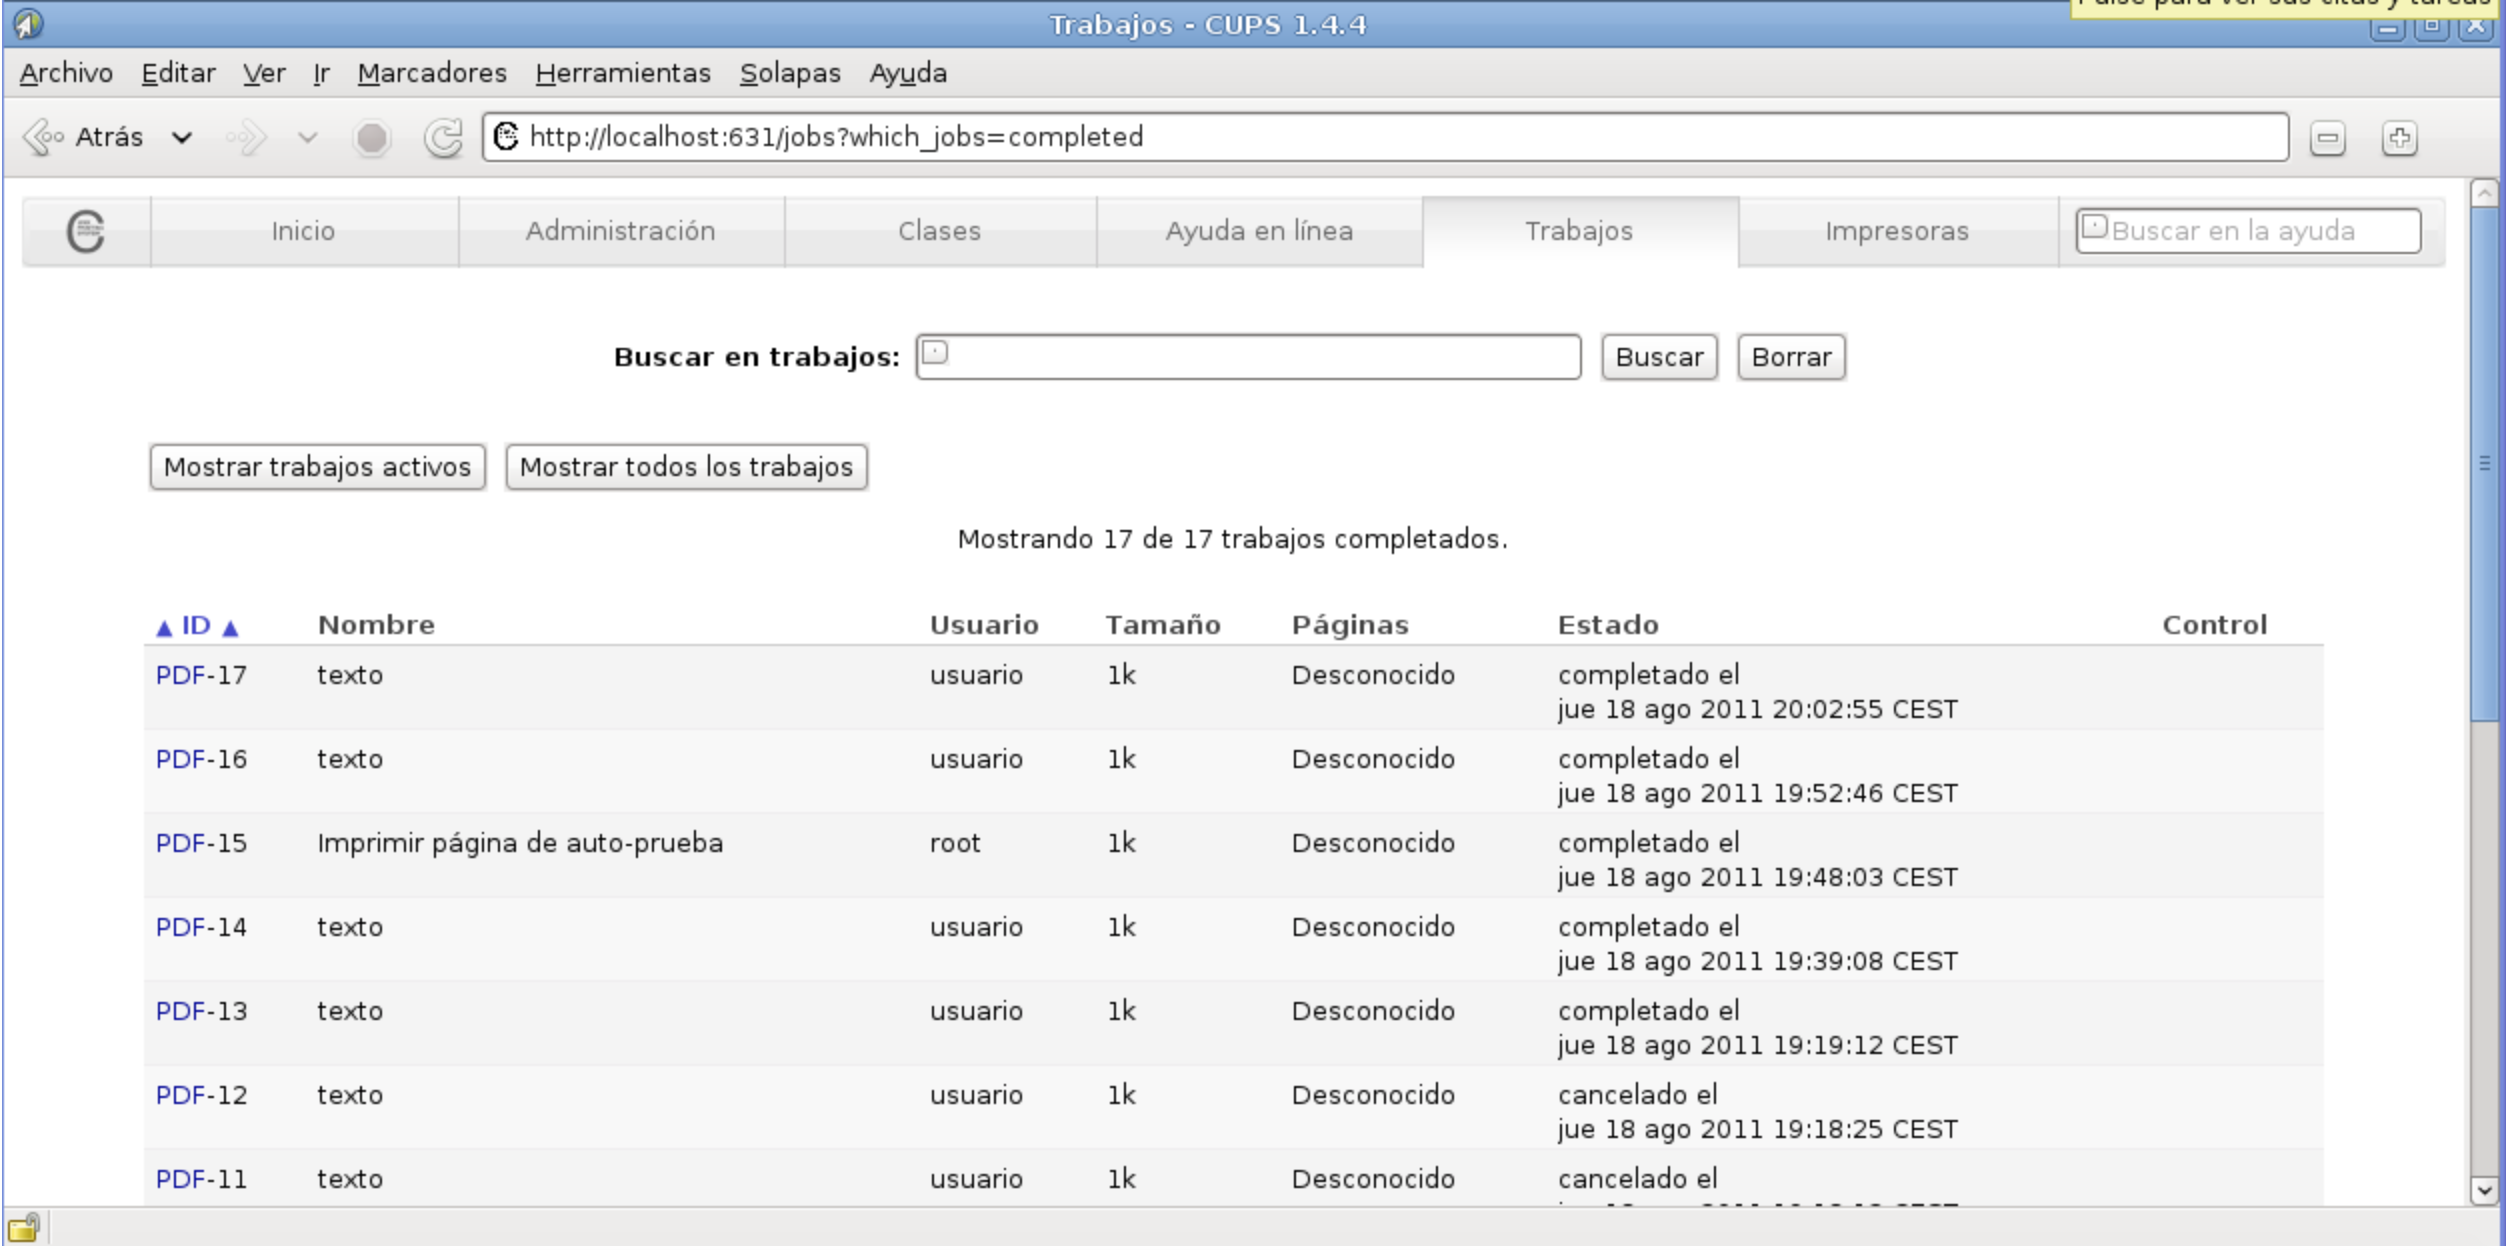 Trabajos - CUPS 1.4.4
Pulse para ver sus citas y tareas
Archivo Editar Ver Ir Marcadores Herramientas Solapas Ayuda
Atrás http://localhost:631/jobs?which_jobs=completed
Inicio Administración Clases Ayuda en línea Trabajos Impresoras Buscar en la ayuda
Buscar en trabajos: Buscar Borrar
Mostrar trabajos activos Mostrar todos los trabajos
Mostrando 17 de 17 trabajos completados.
▲ ID ▲ Nombre Usuario Tamaño Páginas Estado Control
PDF-17 texto usuario 1k Desconocido completado el
jue 18 ago 2011 20:02:55 CEST
PDF-16 texto usuario 1k Desconocido completado el
jue 18 ago 2011 19:52:46 CEST
PDF-15 Imprimir página de auto-prueba root 1k Desconocido completado el
jue 18 ago 2011 19:48:03 CEST
PDF-14 texto usuario 1k Desconocido completado el
jue 18 ago 2011 19:39:08 CEST
PDF-13 texto usuario 1k Desconocido completado el
jue 18 ago 2011 19:19:12 CEST
PDF-12 texto usuario 1k Desconocido cancelado el
jue 18 ago 2011 19:18:25 CEST
PDF-11 texto usuario 1k Desconocido cancelado el